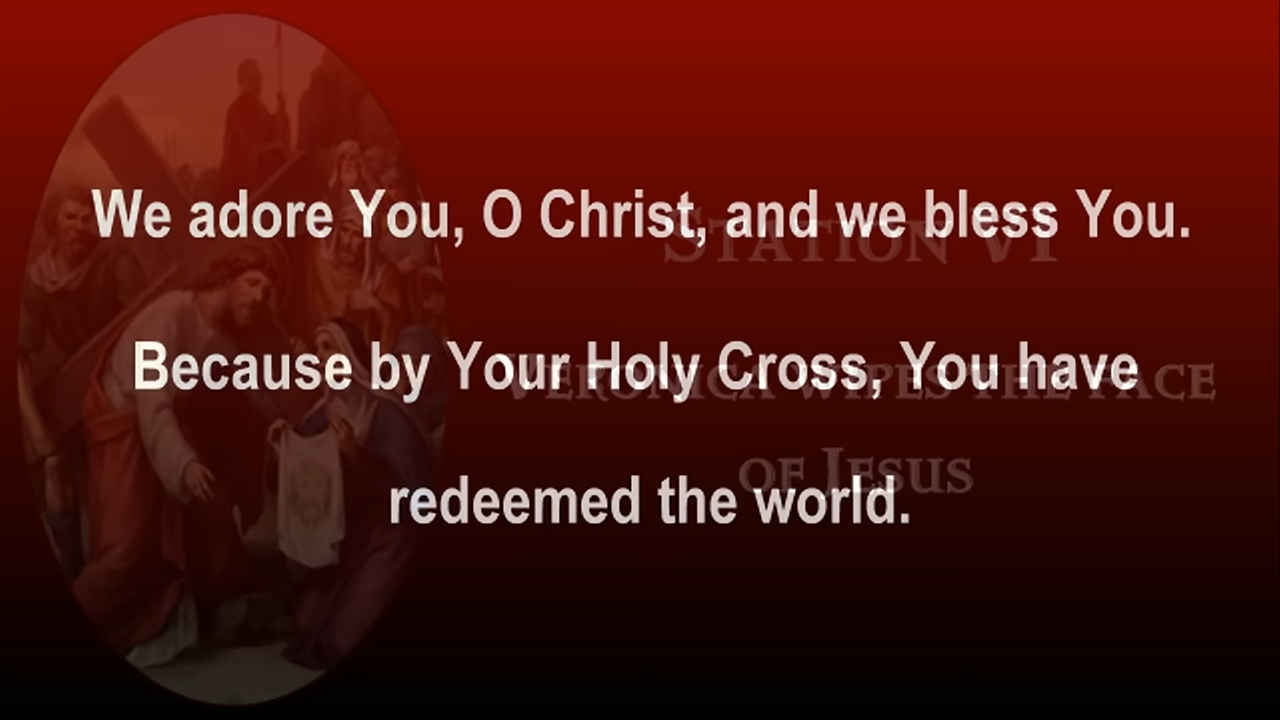 We adore You, O Christ, and we bless You.
STATION VI
Because by Your Holy Cross, You have
VERONICA WIPES THE FACE
OF JESUS
redeemed the world.